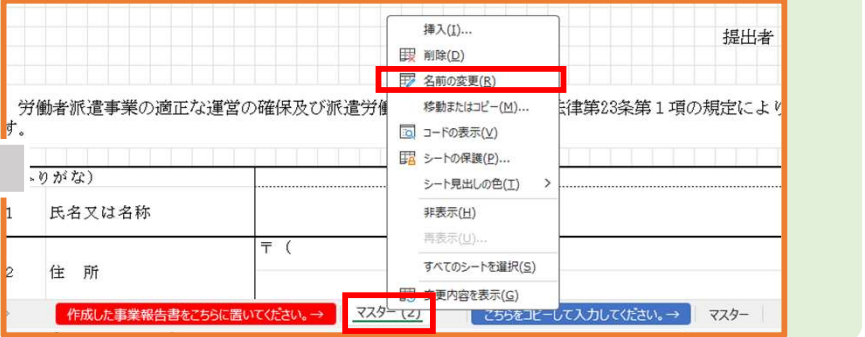 提出者
労働者派遣事業の適正な運営の確保及び派遣労働
法律第23条第１項の規定により
す。
りがな)
1 氏名又は名称
〒 (
2 住 所
挿入(I)...
削除(D)
名前の変更(R)
移動またはコピー(M)...
コードの表示(V)
シートの保護(P)...
シート見出しの色(T) >
非表示(H)
再表示(U)...
すべてのシートを選択(S)
変更内容を表示(G)
作成した事業報告書をこちらに置いてください。→ マスター (2) こちらをコピーして入力してください。→ マスター